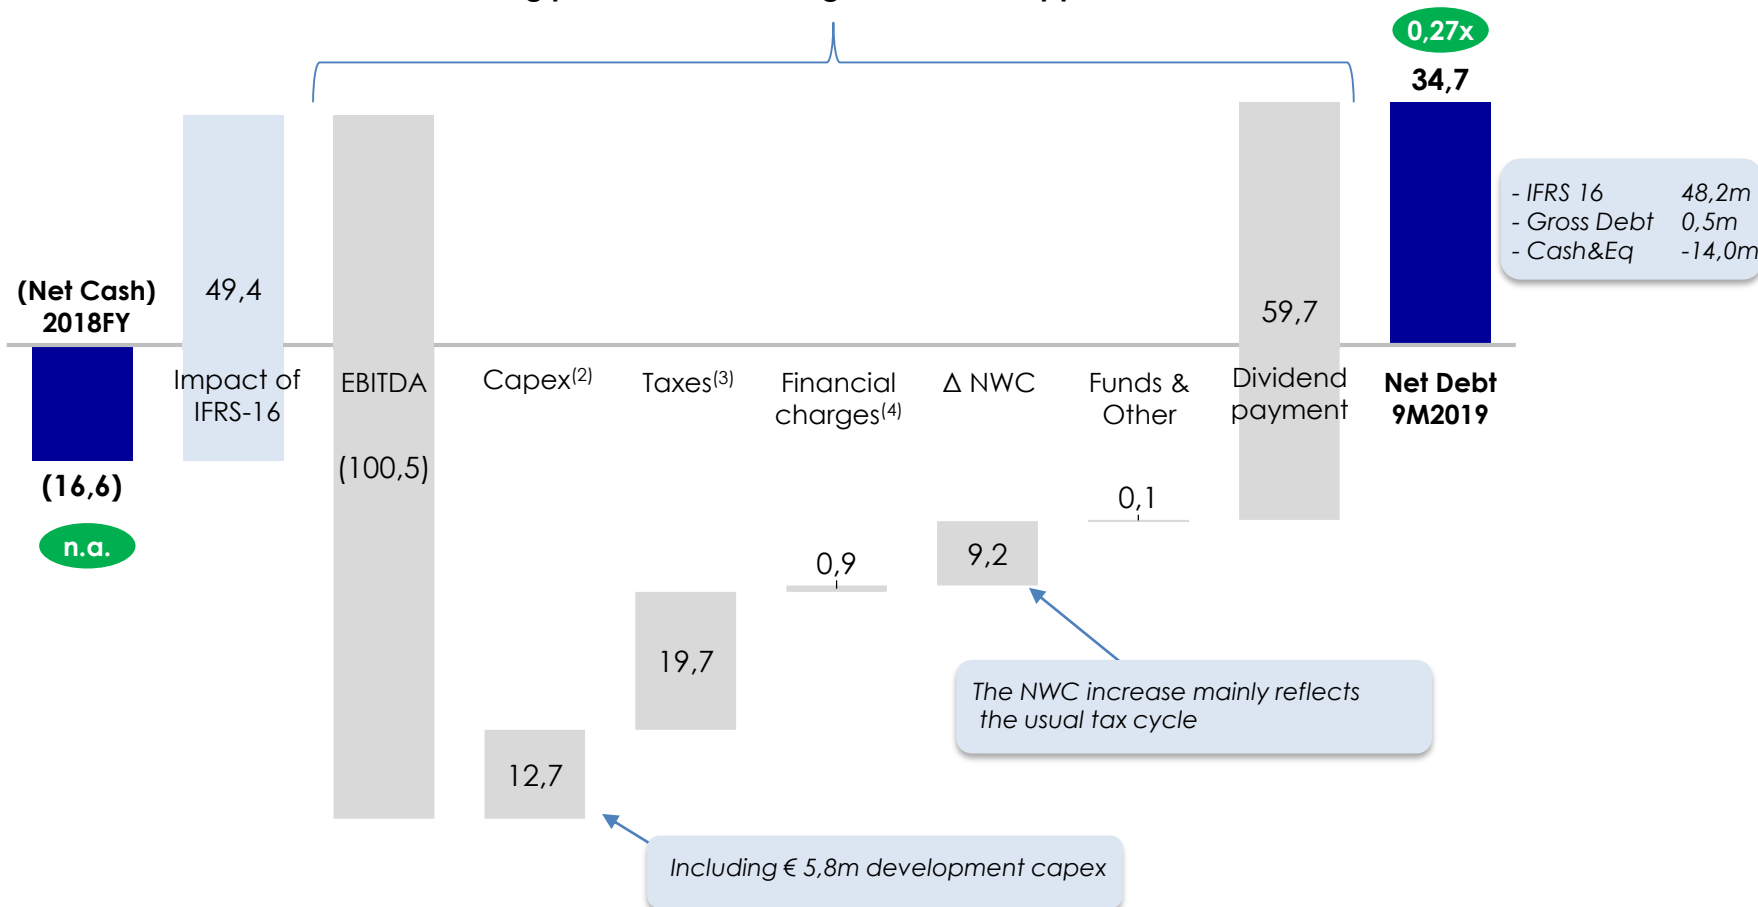 0,27x
34,7
- IFRS 16 48,2m
- Gross Debt 0,5m
- Cash&Eq -14,0m
(Net Cash)
2018FY
49,4
59,7
Impact of
IFRS-16
EBITDA
Capex(2)
Taxes(3)
Financial
charges(4)
Δ NWC
Funds &
Other
Dividend
payment
Net Debt
9M2019
(16,6)
n.a.
(100,5)
0,1
9,2
0,9
19,7
12,7
The NWC increase mainly reflects
the usual tax cycle
Including € 5,8m development capex